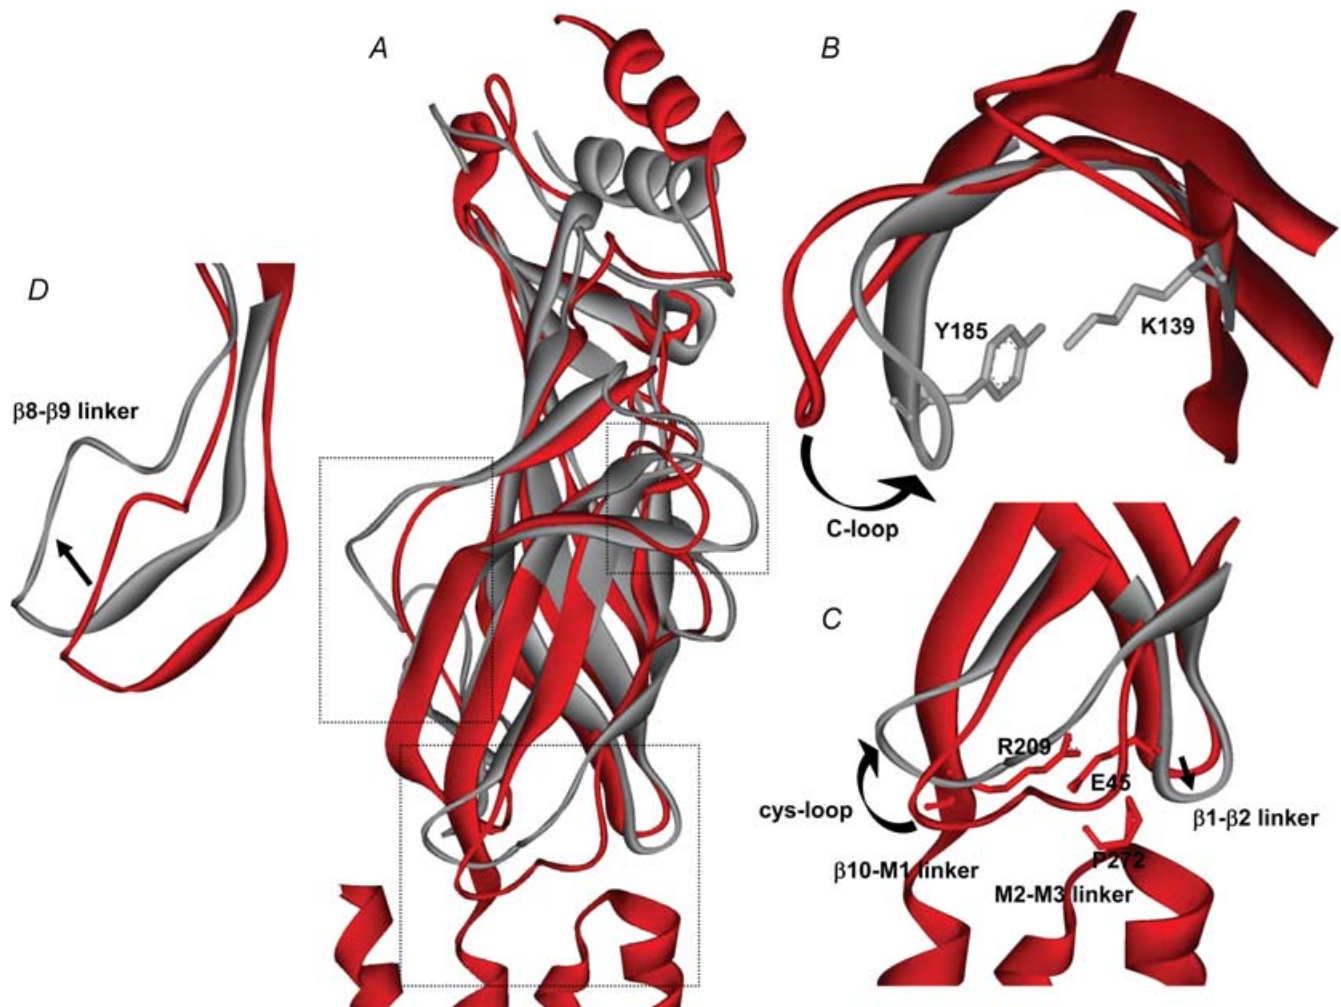 A
B
D
β8-β9 linker
Y185
K139
C-loop
C
R209
E45
cys-loop
β1-β2 linker
P272
β10-M1 linker
M2-M3 linker